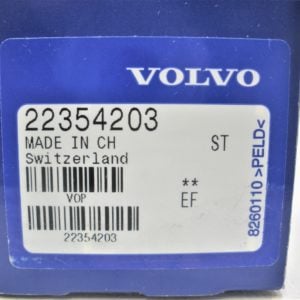 VOLVO
22354203
MADE IN CH ST
Switzerland
VOP **
EF
22354203
8260110 >PELD<